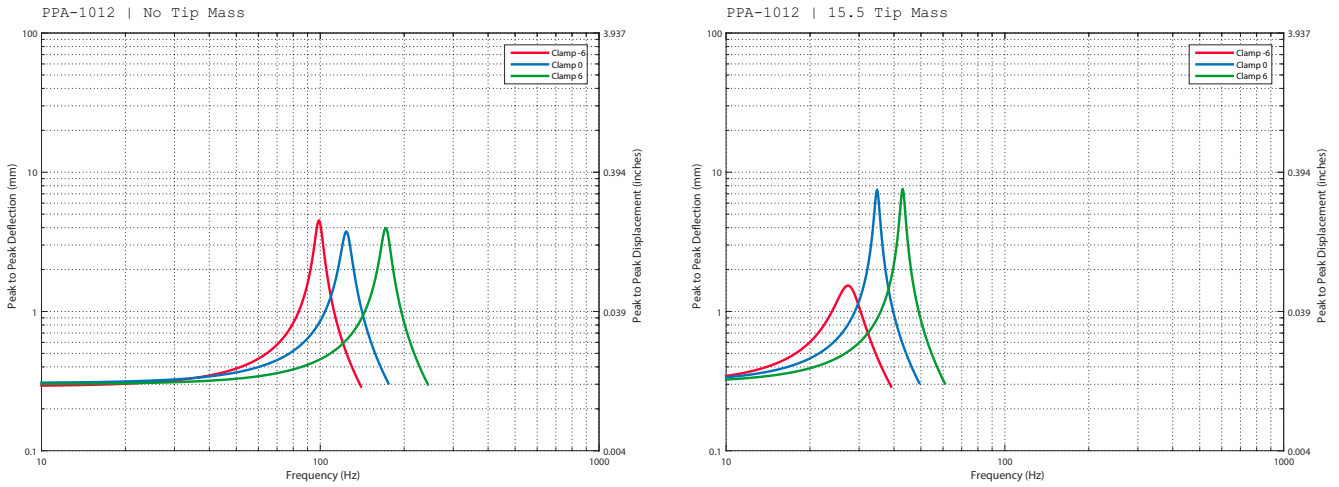 PPA-1012 | No Tip Mass
100
10
1
0.1
Peak to Peak Deflection (mm)
10
100
1000
Frequency (Hz)
3.937
0.394
0.039
0.004
Peak to Peak Displacement (inches)
Clamp -6
Clamp 0
Clamp 6
PPA-1012 | 15.5 Tip Mass
100
10
1
0.1
Peak to Peak Deflection (mm)
10
100
1000
Frequency (Hz)
3.937
0.394
0.039
0.004
Peak to Peak Displacement (inches)
Clamp -6
Clamp 0
Clamp 6